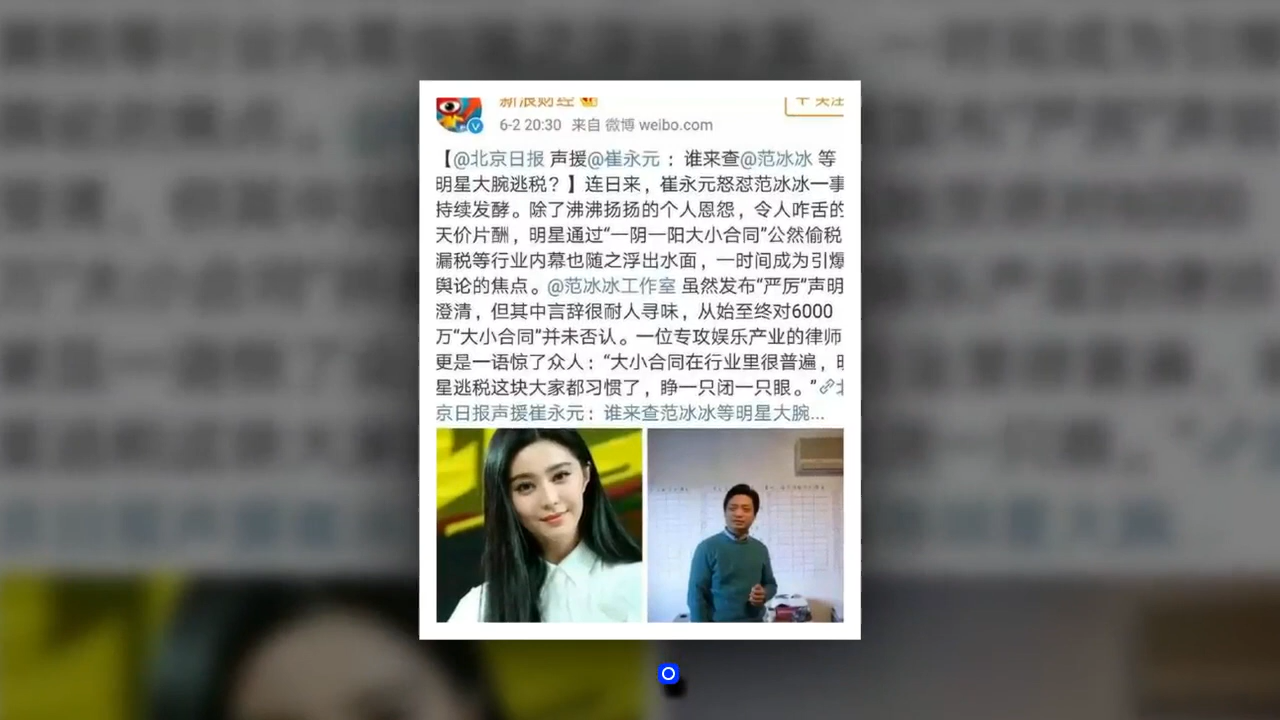 新浪财经
+ 关注
6-2 20:30 来自 微博 weibo.com
【@北京日报 声援@崔永元 ：谁来查@范冰冰 等
明星大腕逃税？】连日来，崔永元怒怼范冰冰一事
持续发酵。除了沸沸扬扬的个人恩怨，令人咋舌的
天价片酬，明星通过“一阴一阳大小合同”公然偷税
漏税等行业内幕也随之浮出水面，一时间成为引爆
舆论的焦点。@范冰冰工作室 虽然发布“严厉”声明
澄清，但其中言辞很耐人寻味，从始至终对6000
万“大小合同”并未否认。一位专攻娱乐产业的律师
更是一语惊了众人：“大小合同在行业里很普遍，明
星逃税这块大家都习惯了，睁一只闭一只眼。”北
京日报声援崔永元：谁来查范冰冰等明星大腕...